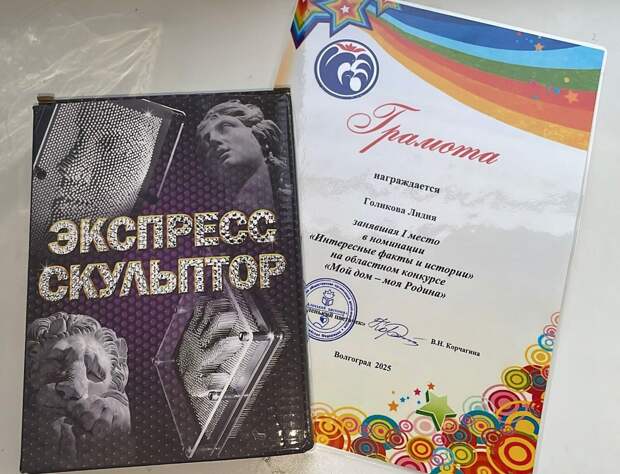 ЭКСПРЕСС
СКУЛЬПТОР
Грамота
награждается
Голикова Лидия
занявшая I место
в номинации
«Интересные факты и истории»
на областном конкурсе
«Мой дом – моя Родина»
В.Н. Корчагина
Волгоград 2025